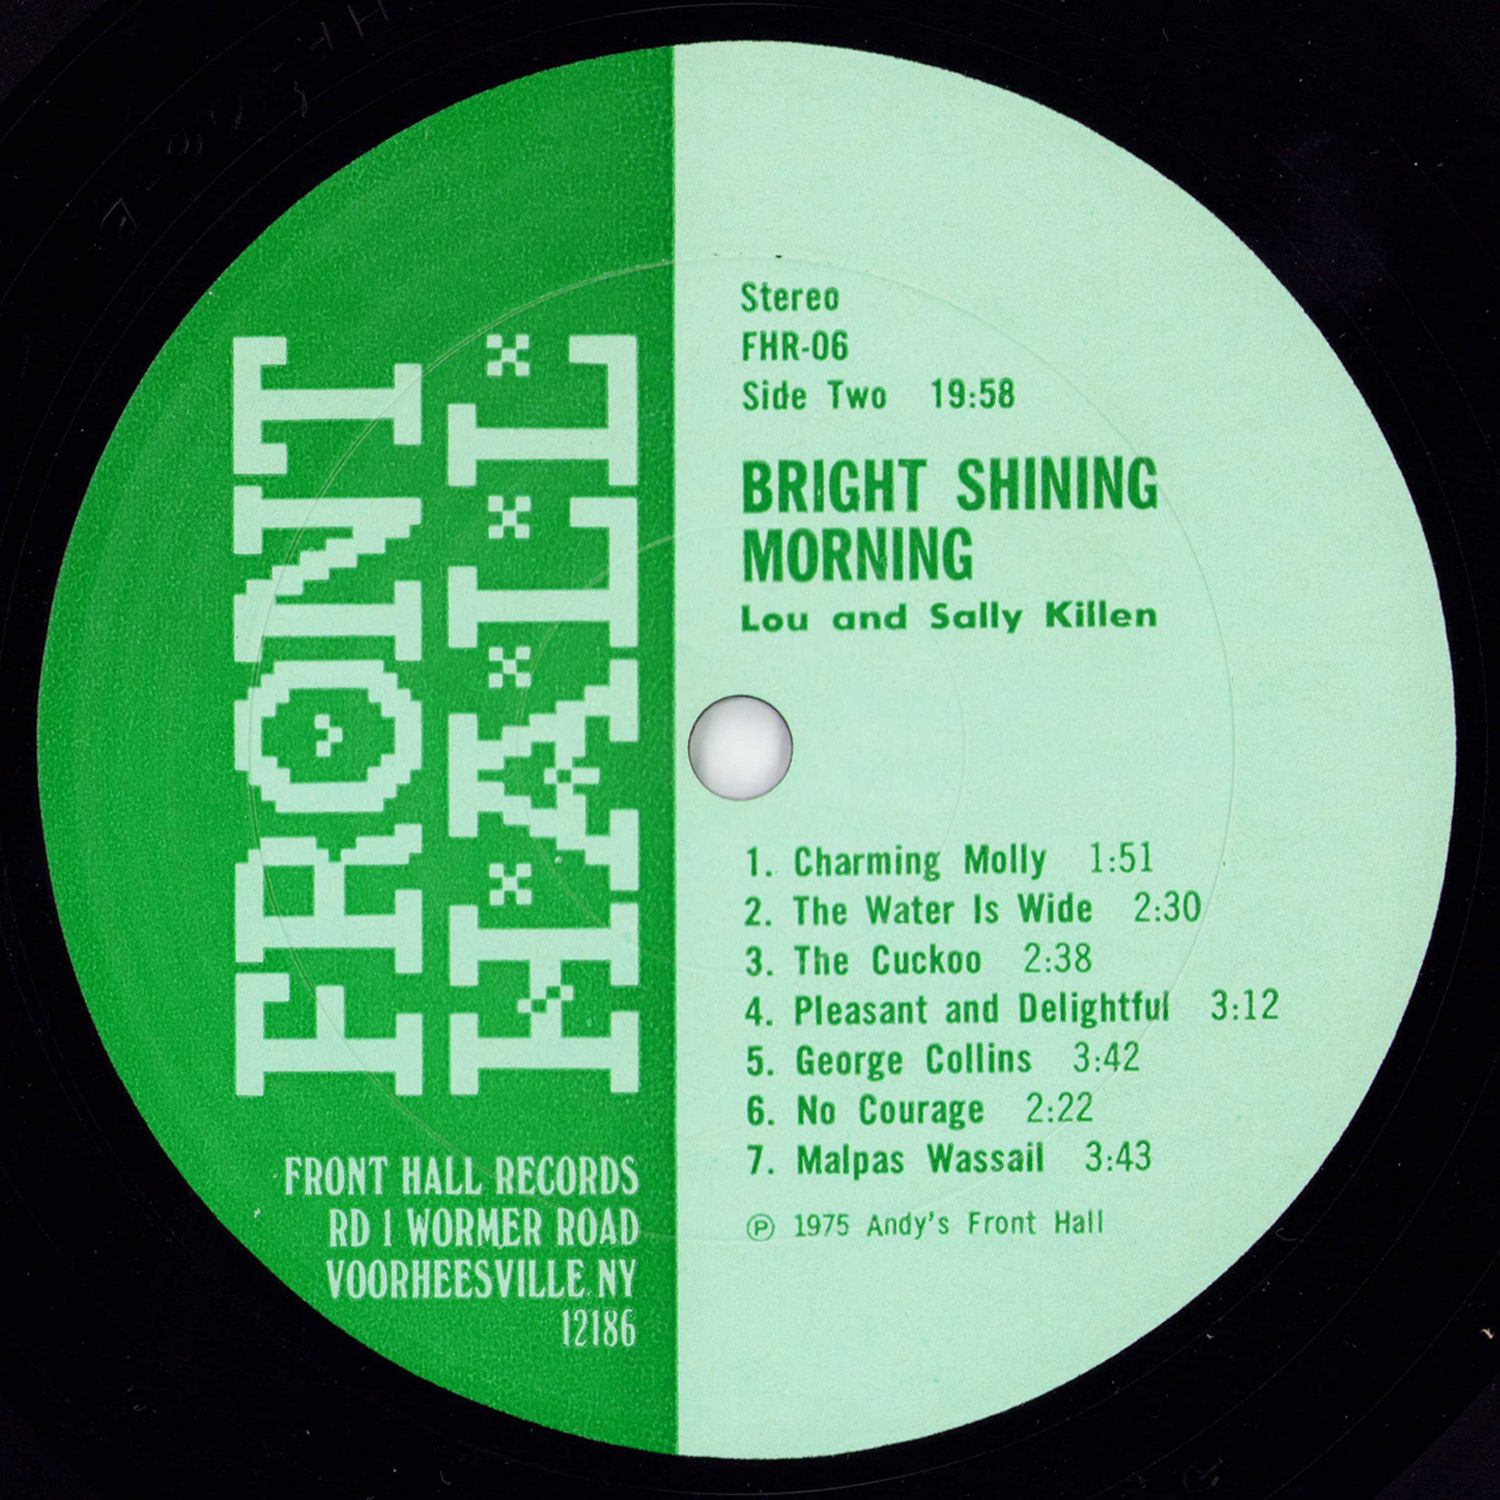 FRONT
HALL
FRONT HALL RECORDS
RD 1 WORMER ROAD
VOORHEESVILLE NY
12186
Stereo
FHR-06
Side Two 19:58
BRIGHT SHINING
MORNING
Lou and Sally Killen
1. Charming Molly 1:51
2. The Water Is Wide 2:30
3. The Cuckoo 2:38
4. Pleasant and Delightful 3:12
5. George Collins 3:42
6. No Courage 2:22
7. Malpas Wassail 3:43
℗ 1975 Andy's Front Hall